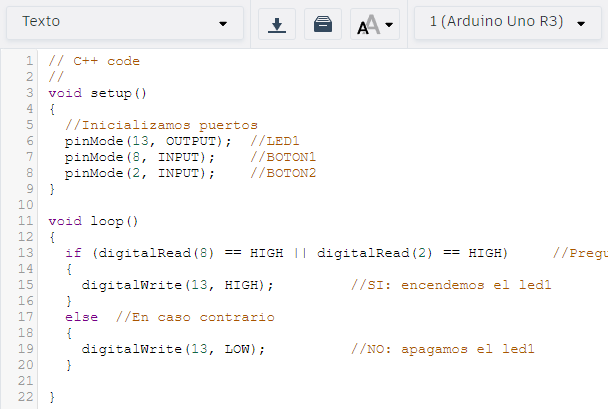 Texto
1 (Arduino Uno R3)
1 // C++ code
2 //
3 void setup()
4 {
5 //Inicializamos puertos
6 pinMode(13, OUTPUT); //LED1
7 pinMode(8, INPUT); //BOTON1
8 pinMode(2, INPUT); //BOTON2
9 }
10
11 void loop()
12 {
13 if (digitalRead(8) == HIGH || digitalRead(2) == HIGH) //Pregu
14 {
15 digitalWrite(13, HIGH); //SI: encendemos el led1
16 }
17 else //En caso contrario
18 {
19 digitalWrite(13, LOW); //NO: apagamos el led1
20 }
21
22 }